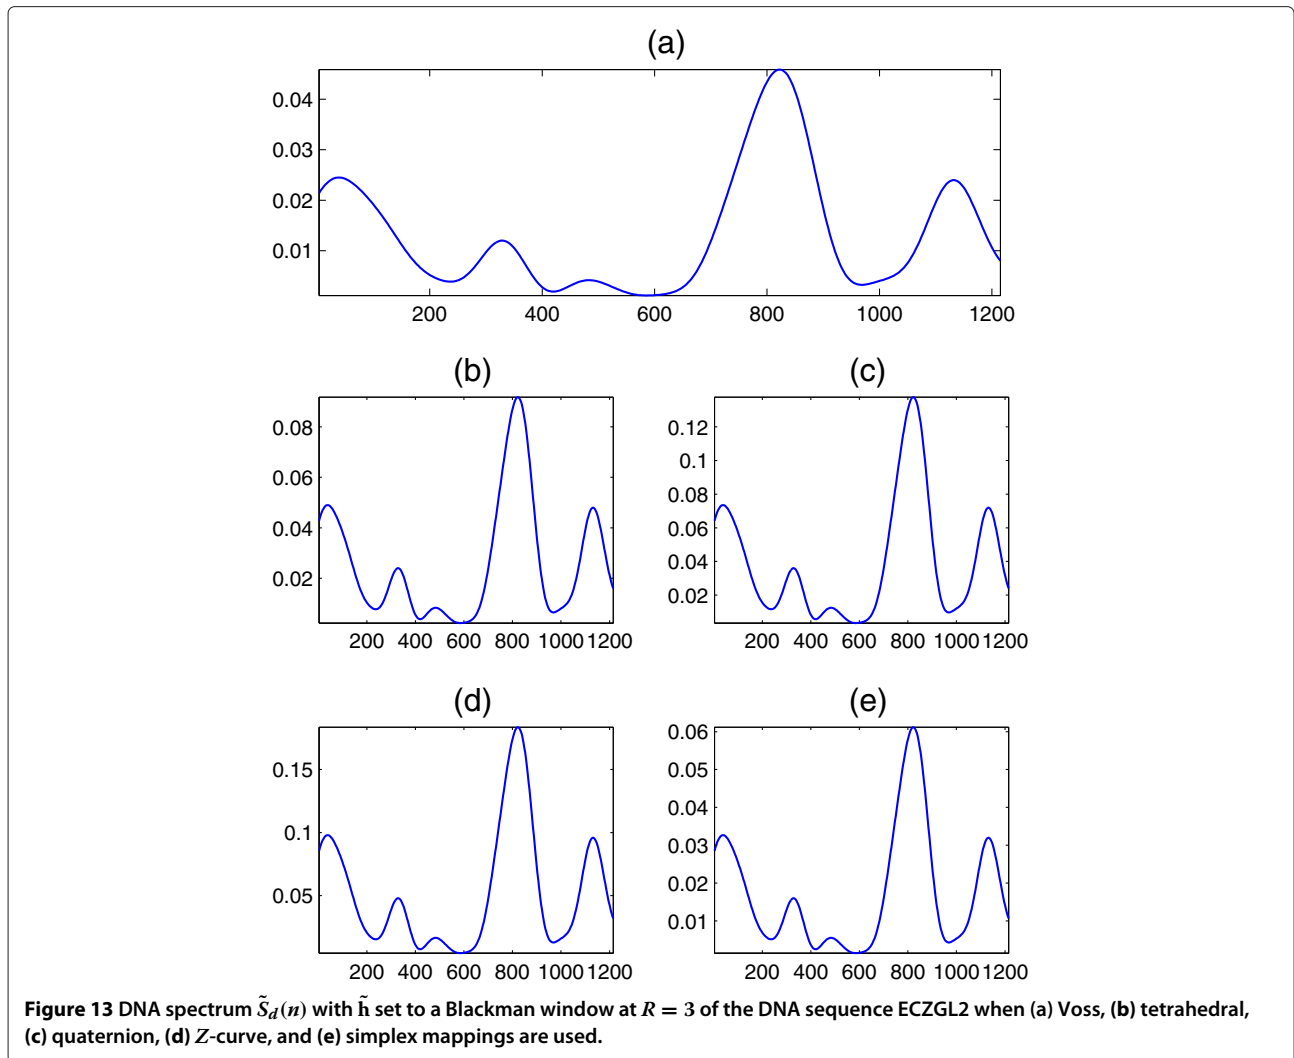 (a)
0.04
0.03
0.02
0.01
200 400 600 800 1000 1200
(b) (c)
0.08
0.06
0.04
0.02
200 400 600 800 1000 1200
0.12
0.1
0.08
0.06
0.04
0.02
200 400 600 800 1000 1200
(d) (e)
0.15
0.1
0.05
200 400 600 800 1000 1200
0.06
0.05
0.04
0.03
0.02
0.01
200 400 600 800 1000 1200
Figure 13 DNA spectrum S̃_d(n) with h̃ set to a Blackman window at R = 3 of the DNA sequence ECZGL2 when (a) Voss, (b) tetrahedral,
(c) quaternion, (d) Z-curve, and (e) simplex mappings are used.